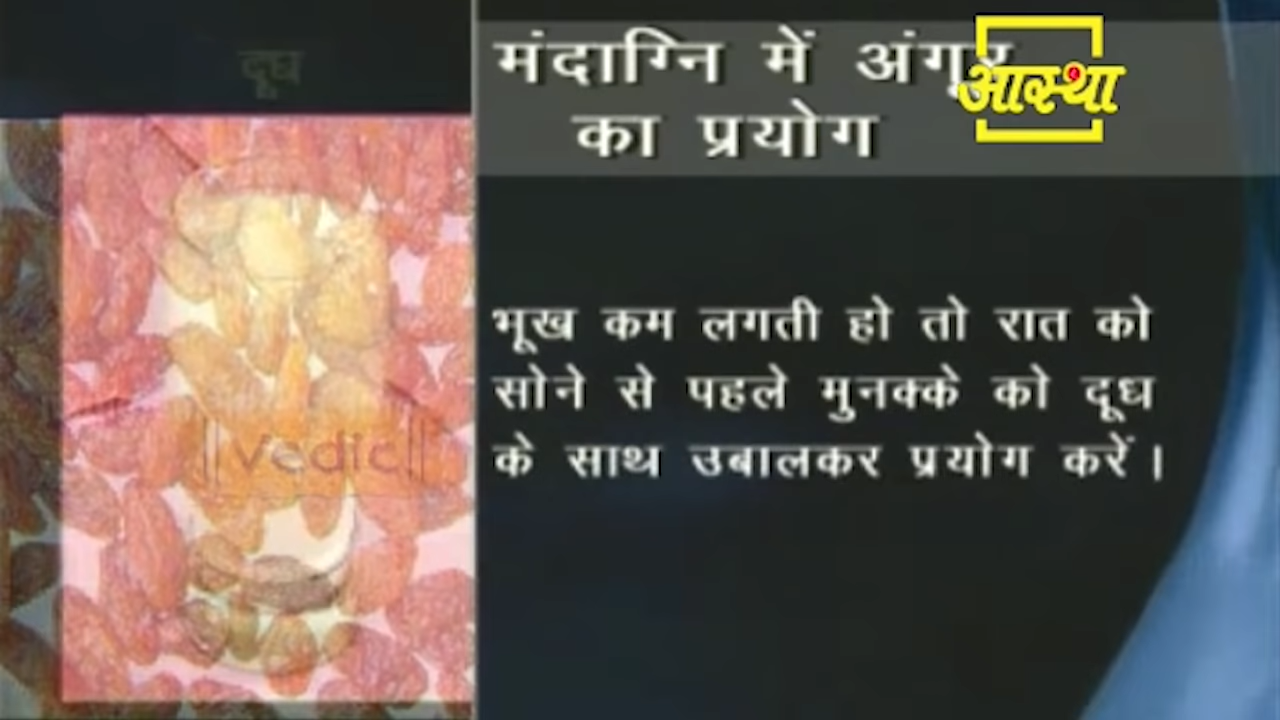 दूध
मंदाग्नि में अंगूर
का प्रयोग
आस्था
भूख कम लगती हो तो रात को
सोने से पहले मुनक्के को दूध
के साथ उबालकर प्रयोग करें।
||vedic||